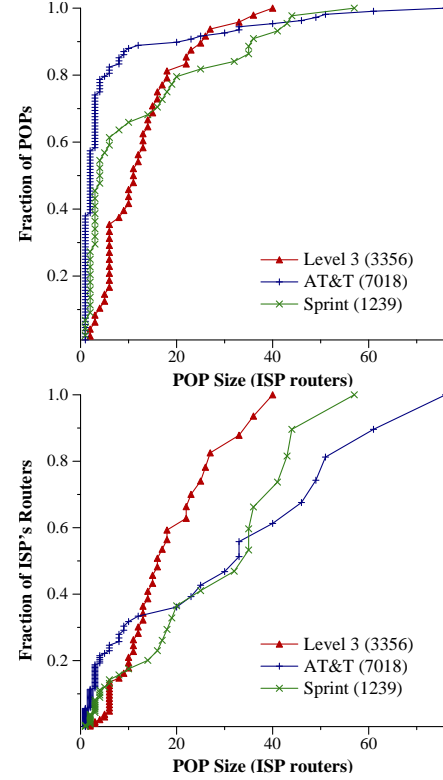 1.0
0.8
0.6
0.4
0.2
Fraction of POPs
Level 3 (3356)
AT&T (7018)
Sprint (1239)
0 20 40 60
POP Size (ISP routers)
1.0
0.8
0.6
0.4
0.2
Fraction of ISP's Routers
Level 3 (3356)
AT&T (7018)
Sprint (1239)
0 20 40 60
POP Size (ISP routers)